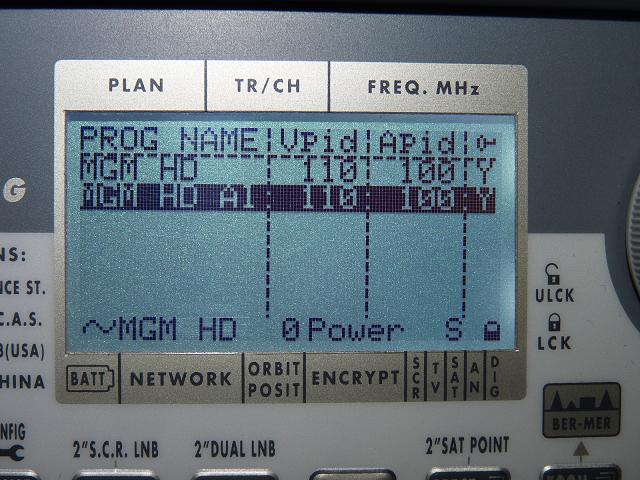 PLAN TR/CH FREQ. MHz
PROG NAME Vpid Apid
MGM HD 110 100 Y
MGM HD A1 110 100 Y
~MGM HD 0 Power S
G
NS:
NCE ST.
C.A.S.
B(USA)
HINA
ULCK
LCK
BATT NETWORK ORBIT POSIT ENCRYPT SCR TV SAT AN DIG
NFIG
2"S.C.R. LNB 2"DUAL LNB 2"SAT POINT
BER-MER